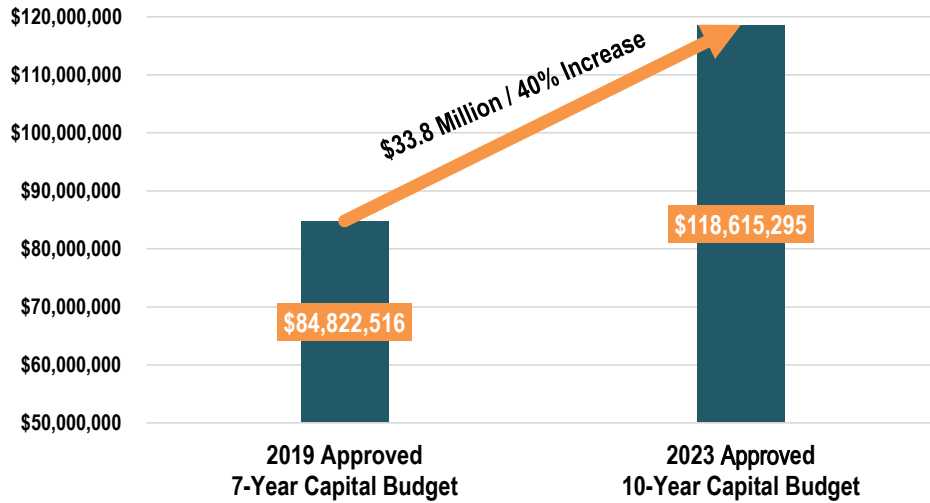 $120,000,000
$110,000,000
$100,000,000
$90,000,000
$80,000,000
$70,000,000
$60,000,000
$50,000,000
$33.8 Million / 40% Increase
$84,822,516
$118,615,295
2019 Approved
7-Year Capital Budget
2023 Approved
10-Year Capital Budget